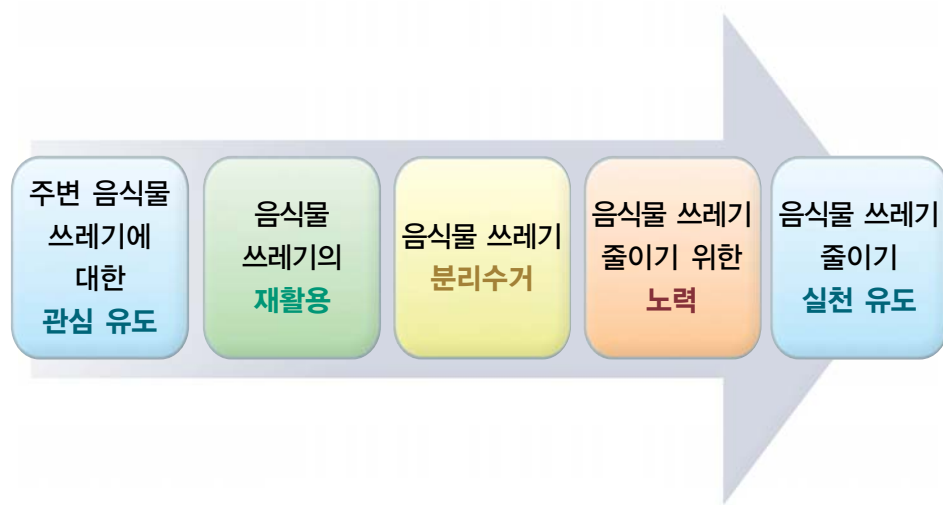 주변 음식물
쓰레기에
대한
관심 유도
음식물
쓰레기의
재활용
음식물 쓰레기
분리수거
음식물 쓰레기
줄이기 위한
노력
음식물 쓰레기
줄이기
실천 유도